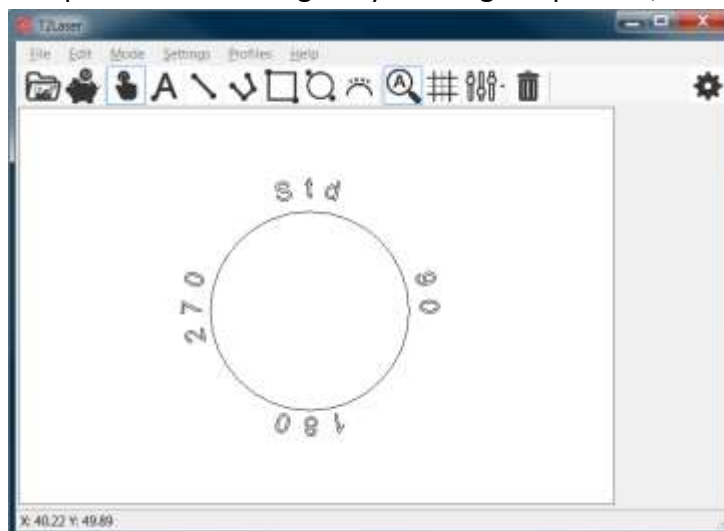 T2Laser
File Edit Mode Settings Profiles Help
A
A
Std
90
180
270
X: 40.22 Y: 49.89